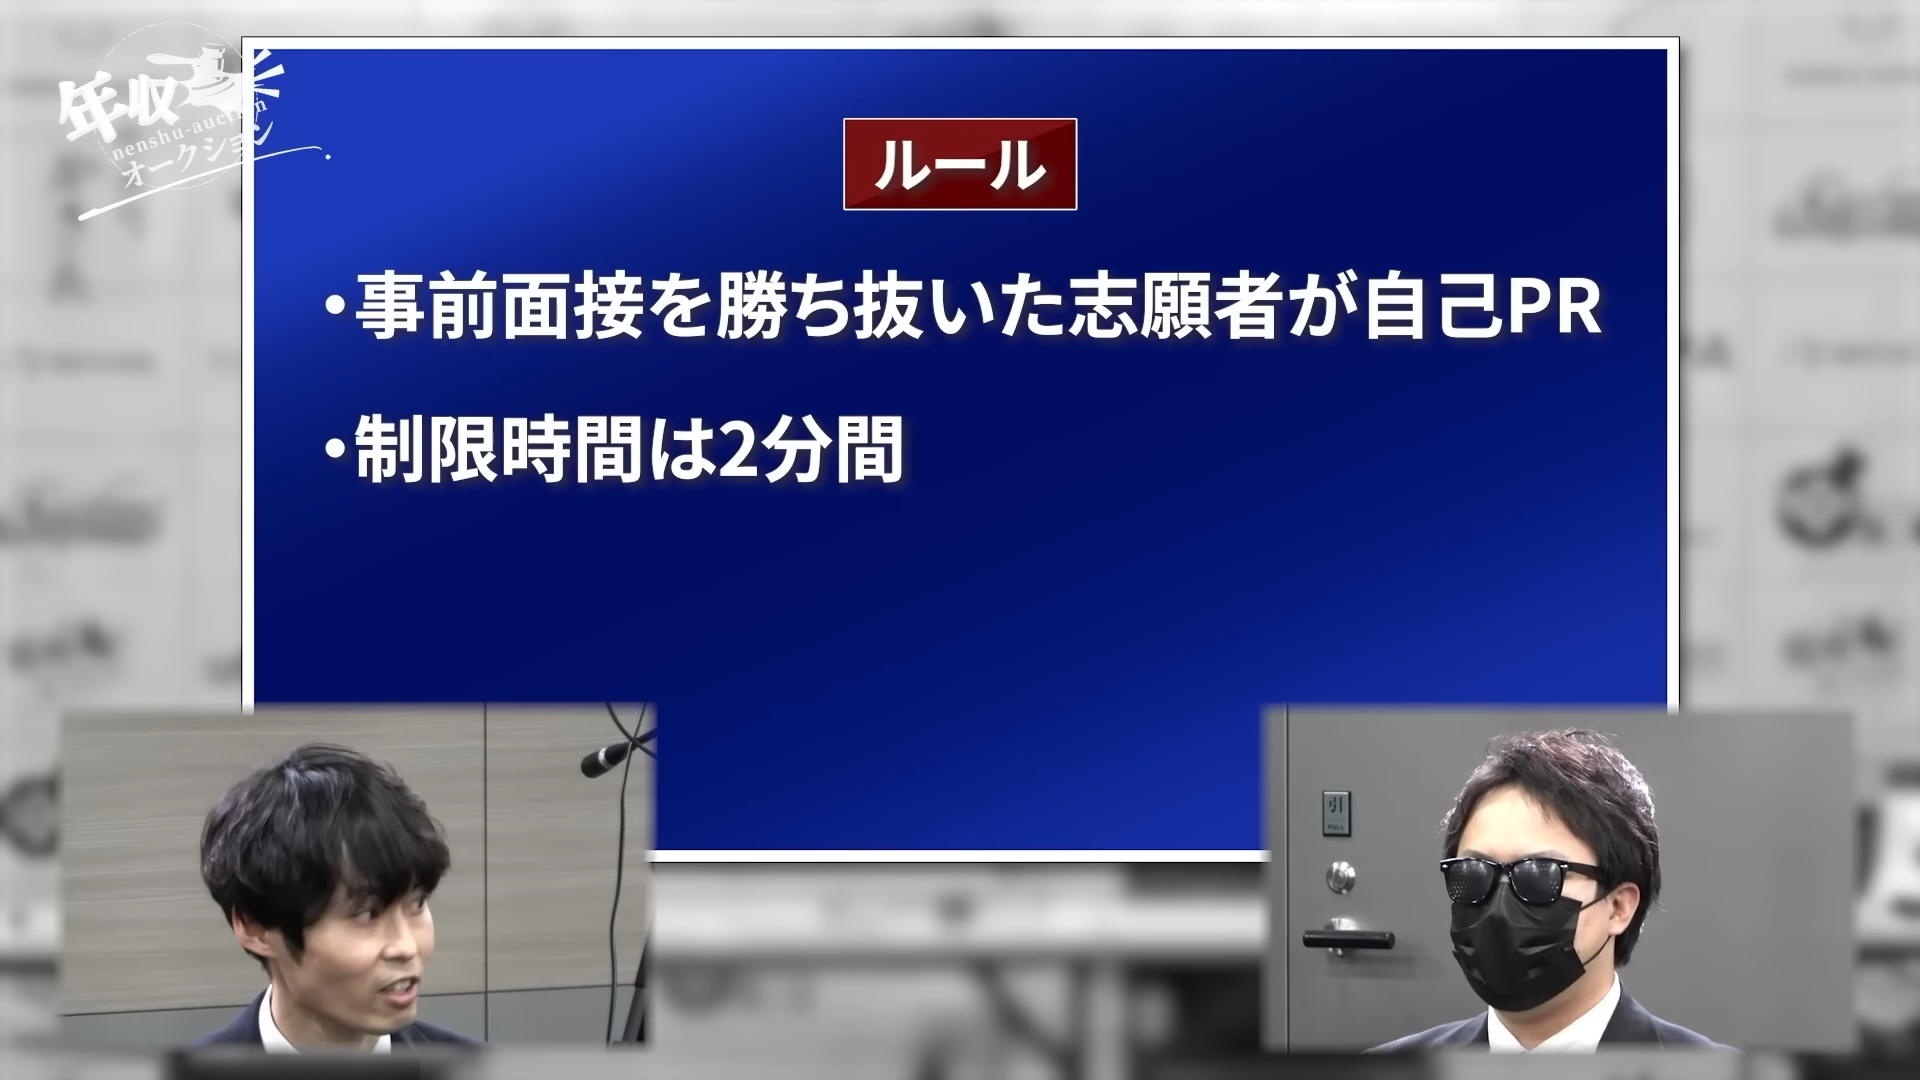 年収
nenshu-auction
オークション
ルール
・事前面接を勝ち抜いた志願者が自己PR
・制限時間は2分間
引
PULL